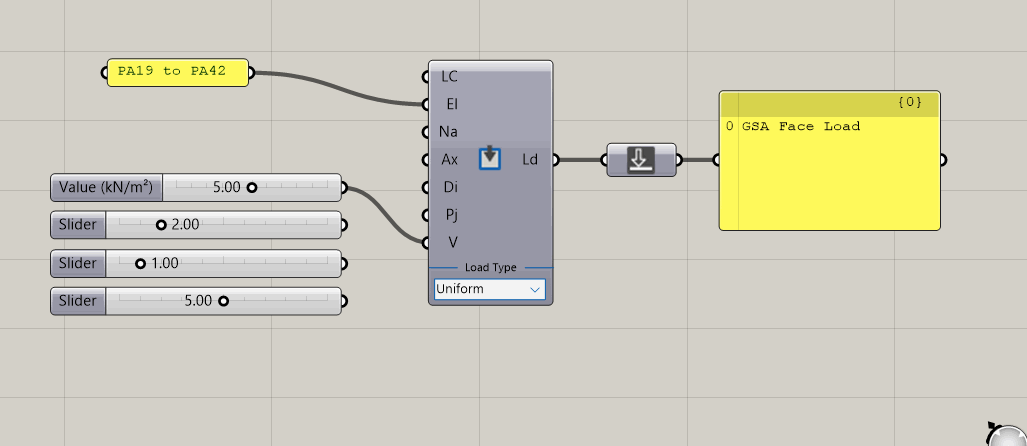 PA19 to PA42
LC
El
Na
Ax
Di
Pj
V
Ld
Load Type
Uniform
{0}
0 GSA Face Load
Value (kN/m²) 5.00
Slider 2.00
Slider 1.00
Slider 5.00